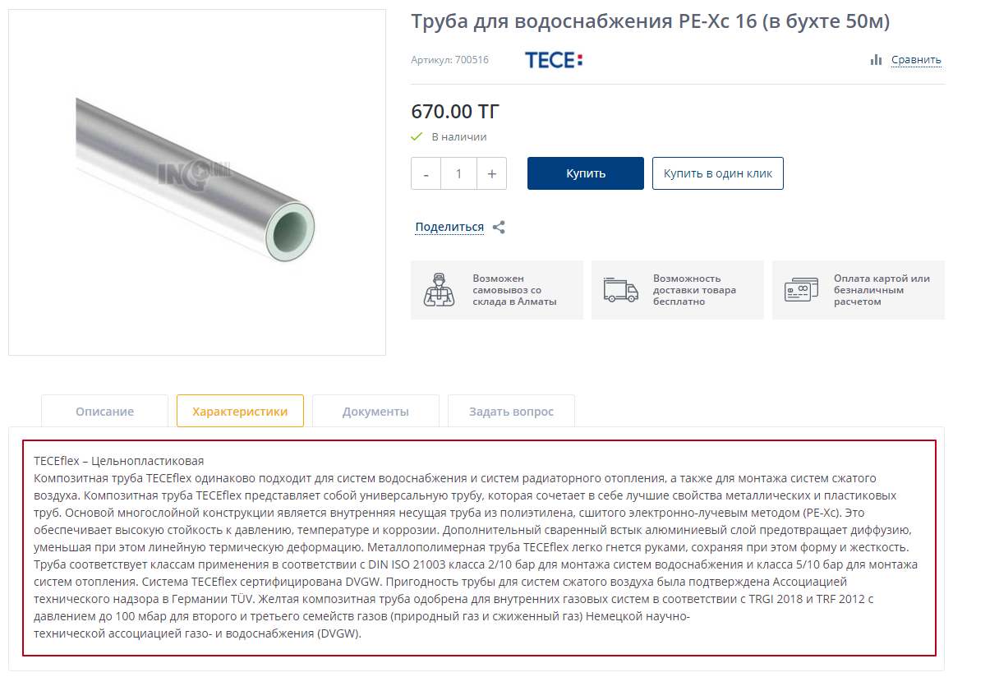 Труба для водоснабжения PE-Xc 16 (в бухте 50м)
Артикул: 700516
TECE:
Сравнить
670.00 ТГ
В наличии
- 1 +
Купить
Купить в один клик
INCOLOBAL
Поделиться
Возможен
самовывоз со
склада в Алматы
Возможность
доставки товара
бесплатно
Оплата картой или
безналичным
расчетом
Описание
Характеристики
Документы
Задать вопрос
TECEflex – Цельнопластиковая
Композитная труба TECEflex одинаково подходит для систем водоснабжения и систем радиаторного отопления, а также для монтажа систем сжатого
воздуха. Композитная труба TECEflex представляет собой универсальную трубу, которая сочетает в себе лучшие свойства металлических и пластиковых
труб. Основой многослойной конструкции является внутренняя несущая труба из полиэтилена, сшитого электронно-лучевым методом (PE-Xc). Это
обеспечивает высокую стойкость к давлению, температуре и коррозии. Дополнительный сваренный встык алюминиевый слой предотвращает диффузию,
уменьшая при этом линейную термическую деформацию. Металлополимерная труба TECEflex легко гнется руками, сохраняя при этом форму и жесткость.
Труба соответствует классам применения в соответствии с DIN ISO 21003 класса 2/10 бар для монтажа систем водоснабжения и класса 5/10 бар для монтажа
систем отопления. Система TECEflex сертифицирована DVGW. Пригодность трубы для систем сжатого воздуха была подтверждена Ассоциацией
технического надзора в Германии TÜV. Желтая композитная труба одобрена для внутренних газовых систем в соответствии с TRGI 2018 и TRF 2012 с
давлением до 100 мбар для второго и третьего семейств газов (природный газ и сжиженный газ) Немецкой научно-
технической ассоциацией газо- и водоснабжения (DVGW).